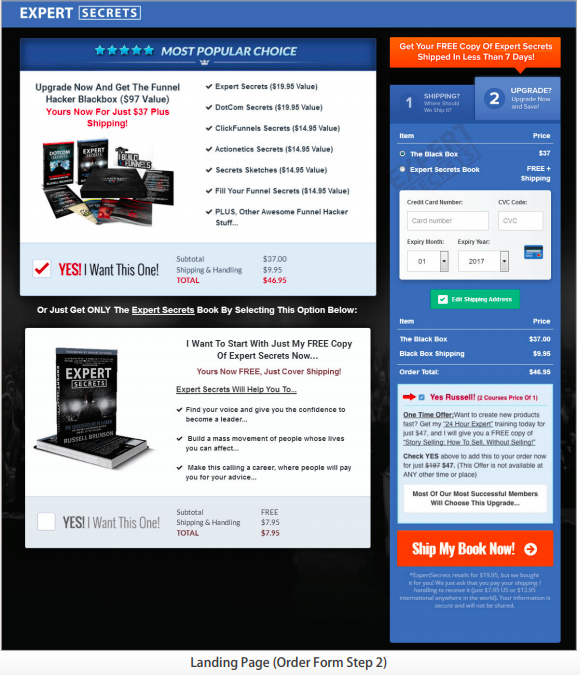 EXPERT SECRETS
MOST POPULAR CHOICE
Upgrade Now And Get The Funnel
Hacker Blackbox ($97 Value)
Yours Now For Just $37 Plus
Shipping!
DOTCOM
SECRETS
EXPERT
SECRETS
BUILD
FUNNELS
Expert Secrets ($19.95 Value)
DotCom Secrets ($19.95 Value)
ClickFunnels Secrets ($14.95 Value)
Actionetics Secrets ($14.95 Value)
Secrets Sketches ($14.95 Value)
Fill Your Funnel Secrets ($14.95 Value)
PLUS, Other Awesome Funnel Hacker
Stuff...
YES! I Want This One!
Subtotal $37.00
Shipping & Handling $9.95
TOTAL $46.95
Or Just Get ONLY The Expert Secrets Book By Selecting This Option Below:
EXPERT
SECRETS
RUSSELL BRUNSON
I Want To Start With Just My FREE Copy
Of Expert Secrets Now...
Yours Now FREE, Just Cover Shipping!
Expert Secrets Will Help You To...
Find your voice and give you the confidence to
become a leader...
Build a mass movement of people whose lives
you can affect...
Make this calling a career, where people will pay
you for your advice...
YES! I Want This One!
Subtotal FREE
Shipping & Handling $7.95
TOTAL $7.95
Get Your FREE Copy Of Expert Secrets
Shipped In Less Than 7 Days!
1 SHIPPING?
Where Should
We Ship It?
2 UPGRADE?
Upgrade Now
and Save!
Item Price
The Black Box $37
Expert Secrets Book FREE +
Shipping
Credit Card Number: CVC Code:
Card number CVC
Expiry Month: Expiry Year:
01 2017
Edit Shipping Address
Item Price
The Black Box $37.00
Black Box Shipping $9.95
Order Total: $46.95
Yes Russell! (2 Courses Price Of 1)
One Time Offer:Want to create new products
fast? Get my "24 Hour Expert" training today for
just $47, and I will give you a FREE copy of
"Story Selling: How To Sell, Without Selling!"
Check YES above to add this to your order now
for just $197 $47. (This Offer is not available at
ANY other time or place)
Most Of Our Most Successful Members
Will Choose This Upgrade...
Ship My Book Now!
*ExpertSecrets retails for $19.95, but we bought
it for you! We just ask that you pay your shipping /
handling to receive it (just $7.95 US or $12.95
international anywhere in the world). Your information is
secure and will not be shared.
Landing Page (Order Form Step 2)